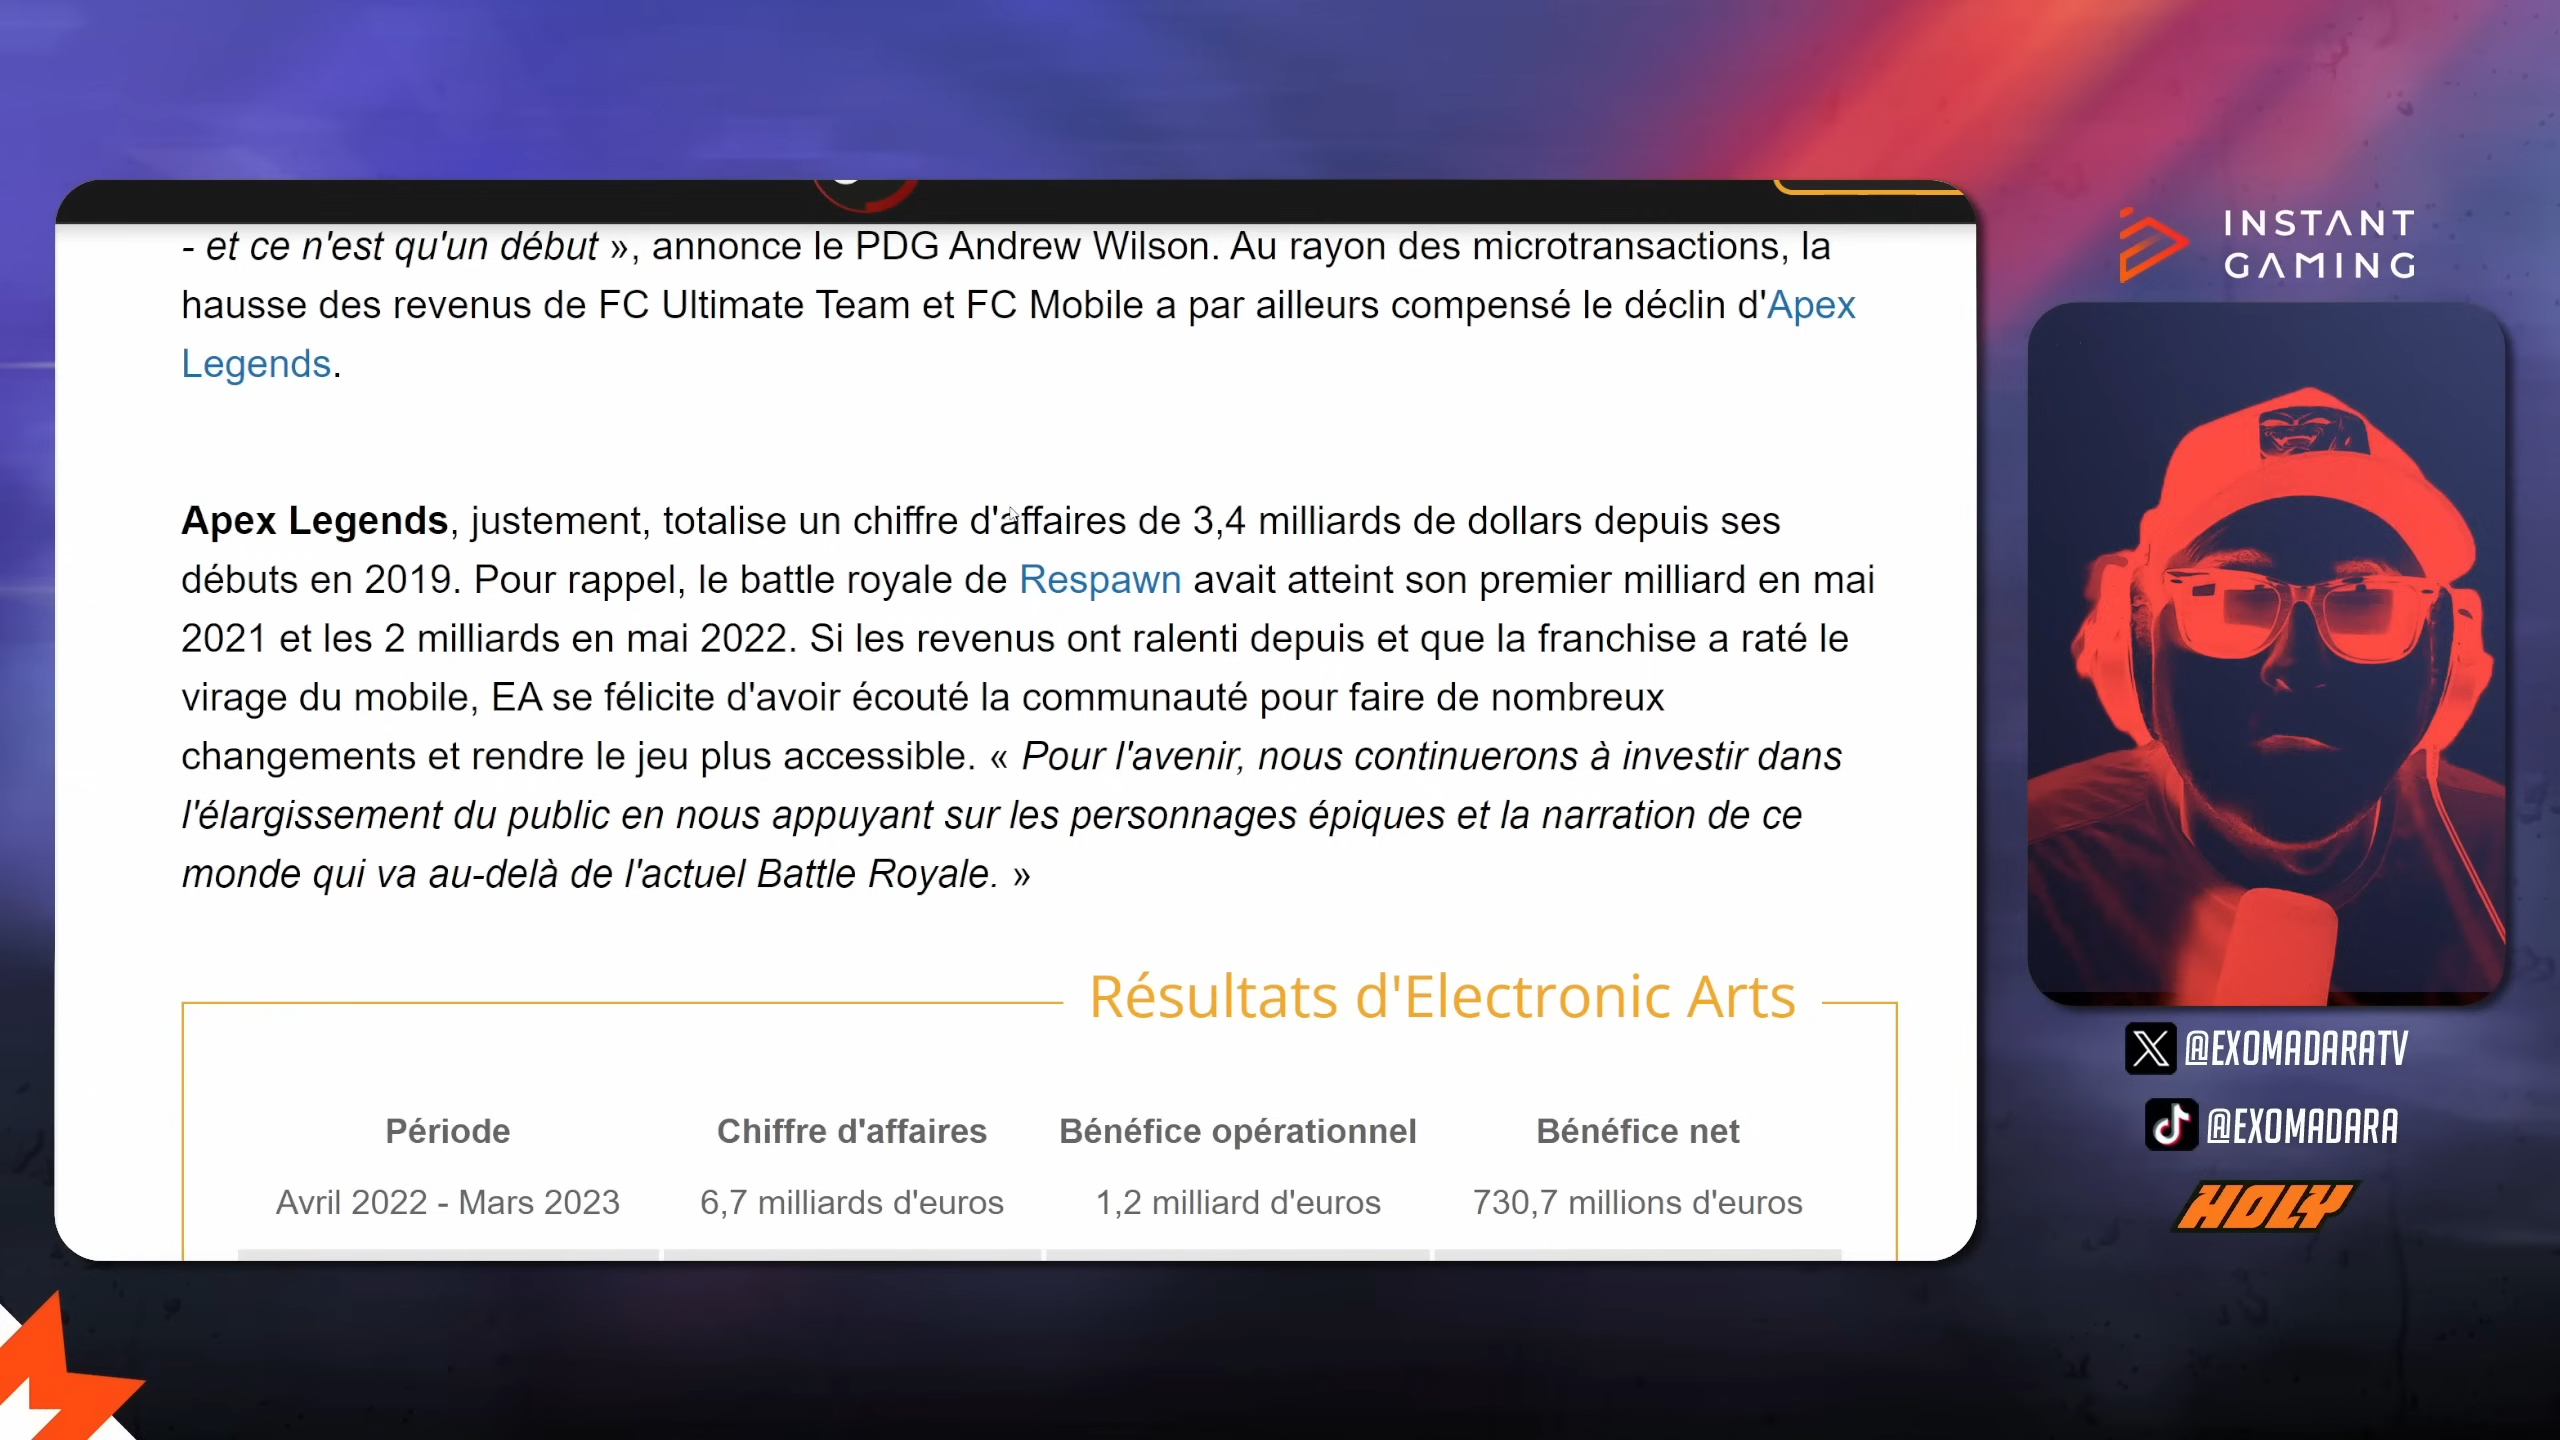 - et ce n'est qu'un début », annonce le PDG Andrew Wilson. Au rayon des microtransactions, la
hausse des revenus de FC Ultimate Team et FC Mobile a par ailleurs compensé le déclin d'Apex
Legends.
Apex Legends, justement, totalise un chiffre d'affaires de 3,4 milliards de dollars depuis ses
débuts en 2019. Pour rappel, le battle royale de Respawn avait atteint son premier milliard en mai
2021 et les 2 milliards en mai 2022. Si les revenus ont ralenti depuis et que la franchise a raté le
virage du mobile, EA se félicite d'avoir écouté la communauté pour faire de nombreux
changements et rendre le jeu plus accessible. « Pour l'avenir, nous continuerons à investir dans
l'élargissement du public en nous appuyant sur les personnages épiques et la narration de ce
monde qui va au-delà de l'actuel Battle Royale. »
Résultats d'Electronic Arts
Période Chiffre d'affaires Bénéfice opérationnel Bénéfice net
Avril 2022 - Mars 2023 6,7 milliards d'euros 1,2 milliard d'euros 730,7 millions d'euros
INSTANT
GAMING
@EXOMADARATV
@EXOMADARA
HOLY